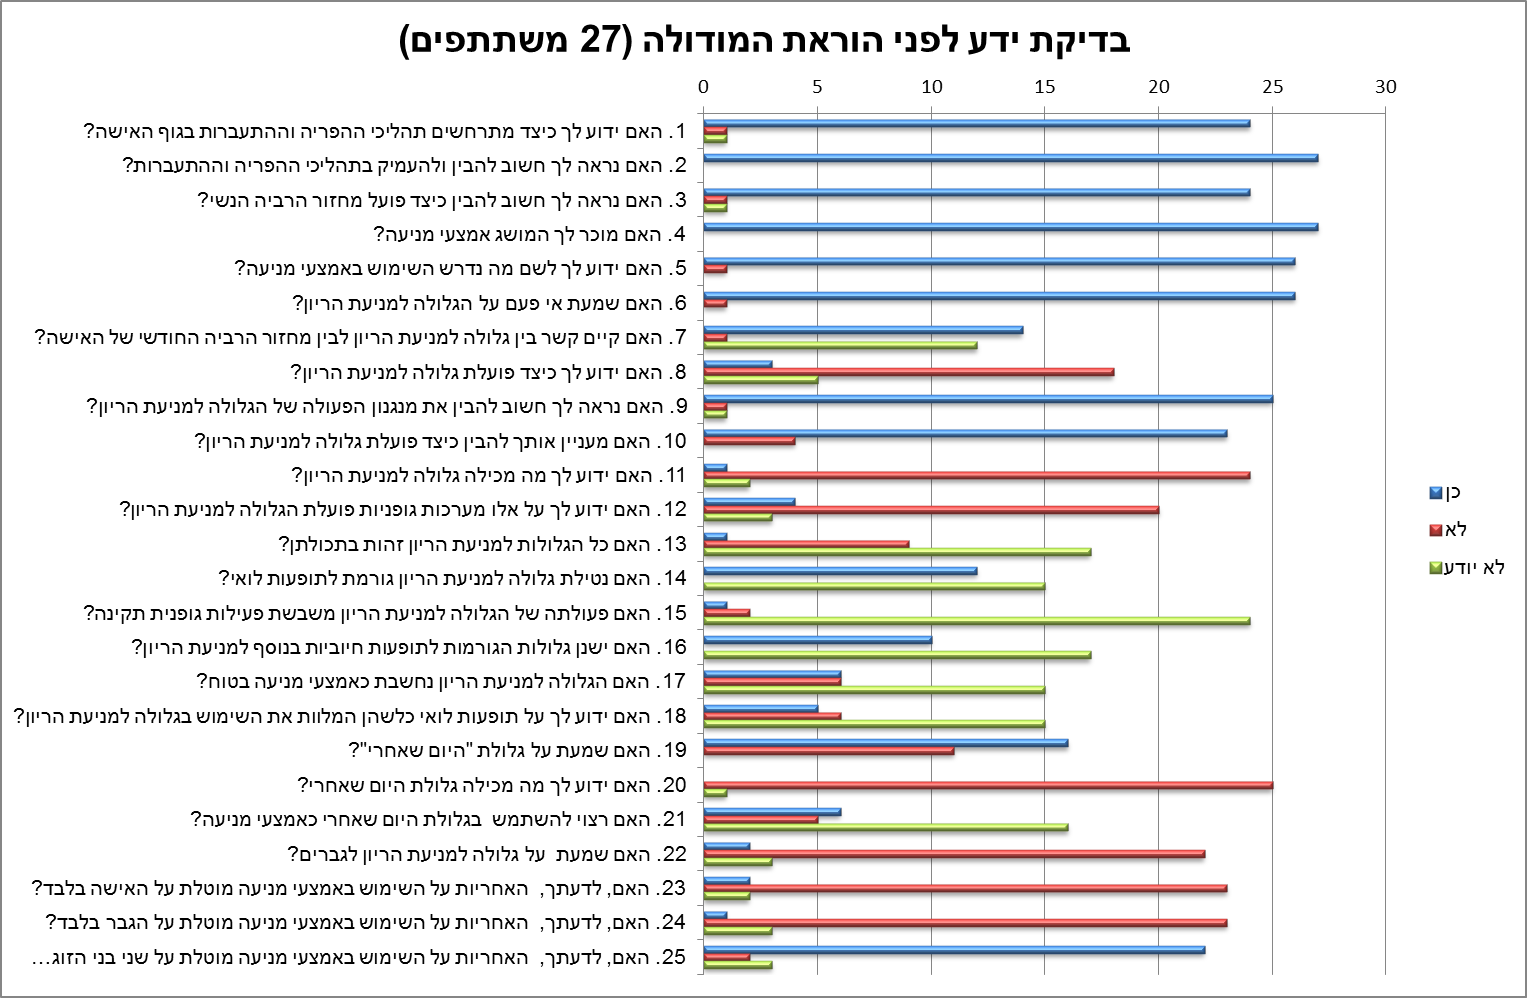 בדיקת ידע לפני הוראת המודולה (27 משתתפים)
0 5 10 15 20 25 30
1. האם ידוע לך כיצד מתרחשים תהליכי ההפריה וההתעברות בגוף האישה?
2. האם נראה לך חשוב להבין ולהעמיק בתהליכי ההפריה וההתעברות?
3. האם נראה לך חשוב להבין כיצד פועל מחזור הרביה הנשי?
4. האם מוכר לך המושג אמצעי מניעה?
5. האם ידוע לך לשם מה נדרש השימוש באמצעי מניעה?
6. האם שמעת אי פעם על הגלולה למניעת הריון?
7. האם קיים קשר בין גלולה למניעת הריון לבין מחזור הרביה החודשי של האישה?
8. האם ידוע לך כיצד פועלת גלולה למניעת הריון?
9. האם נראה לך חשוב להבין את מנגנון הפעולה של הגלולה למניעת הריון?
10. האם מעניין אותך להבין כיצד פועלת גלולה למניעת הריון?
11. האם ידוע לך מה מכילה גלולה למניעת הריון?
12. האם ידוע לך על אלו מערכות גופניות פועלת הגלולה למניעת הריון?
13. האם כל הגלולות למניעת הריון זהות בתכולתן?
14. האם נטילת גלולה למניעת הריון גורמת לתופעות לואי?
15. האם פעולתה של הגלולה למניעת הריון משבשת פעילות גופנית תקינה?
16. האם ישנן גלולות הגורמות לתופעות חיוביות בנוסף למניעת הריון?
17. האם הגלולה למניעת הריון נחשבת כאמצעי מניעה בטוח?
18. האם ידוע לך על תופעות לואי כלשהן המלוות את השימוש בגלולה למניעת הריון?
19. האם שמעת על גלולת "היום שאחרי"?
20. האם ידוע לך מה מכילה גלולת היום שאחרי?
21. האם רצוי להשתמש  בגלולת היום שאחרי כאמצעי מניעה?
22. האם שמעת  על גלולה למניעת הריון לגברים?
23. האם, לדעתך,  האחריות על השימוש באמצעי מניעה מוטלת על האישה בלבד?
24. האם, לדעתך,  האחריות על השימוש באמצעי מניעה מוטלת על הגבר בלבד?
25. האם, לדעתך,  האחריות על השימוש באמצעי מניעה מוטלת על שני בני הזוג…
כן
לא
לא יודע